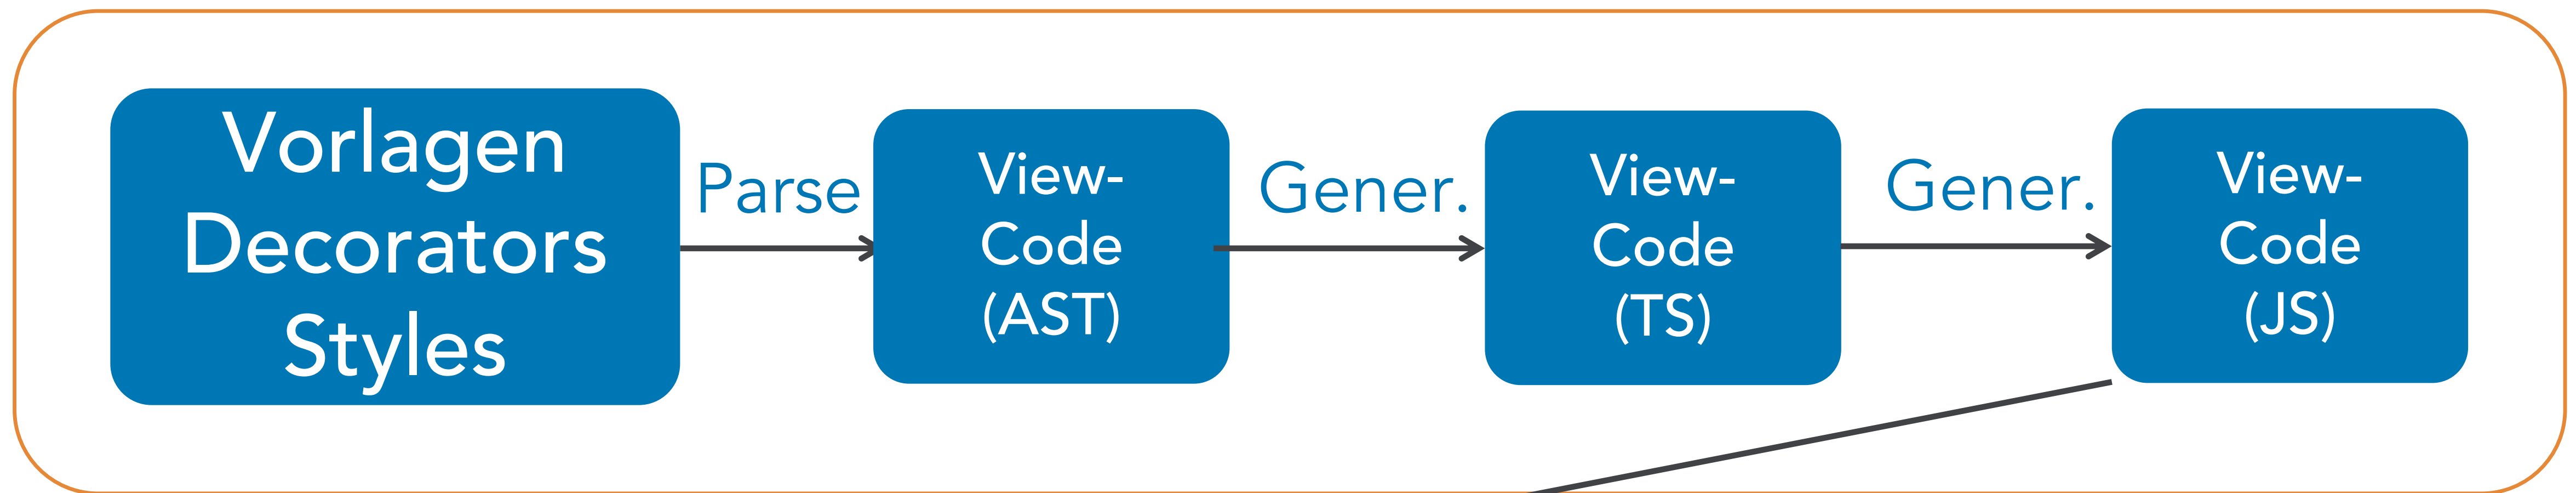 Vorlagen
Decorators
Styles
Parse
View-
Code
(AST)
Gener.
View-
Code
(TS)
Gener.
View-
Code
(JS)